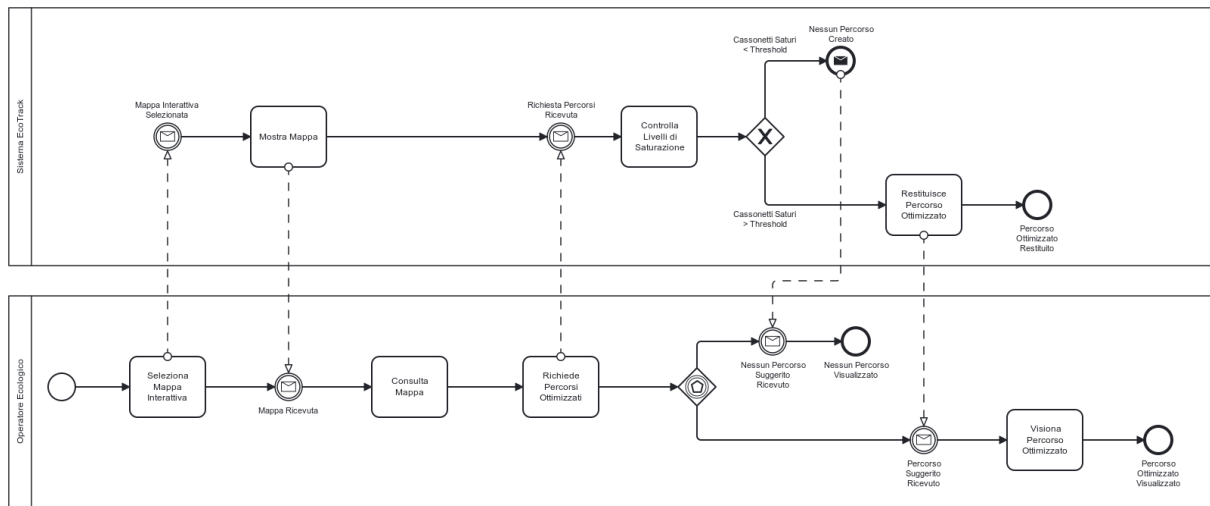 Sistema EcoTrack
Mappa Interattiva
Selezionata
Mostra Mappa
Richiesta Percorsi
Ricevuta
Controlla
Livelli di
Saturazione
Cassonetti Saturi
< Threshold
Nessun Percorso
Creato
Cassonetti Saturi
> Threshold
Restituisce
Percorso
Ottimizzato
Percorso
Ottimizzato
Restituito
Operatore Ecologico
Seleziona
Mappa
Interattiva
Mappa Ricevuta
Consulta
Mappa
Richiede
Percorsi
Ottimizzati
Nessun Percorso
Suggerito
Ricevuto
Nessun Percorso
Visualizzato
Percorso
Suggerito
Ricevuto
Visiona
Percorso
Ottimizzato
Percorso
Ottimizzato
Visualizzato